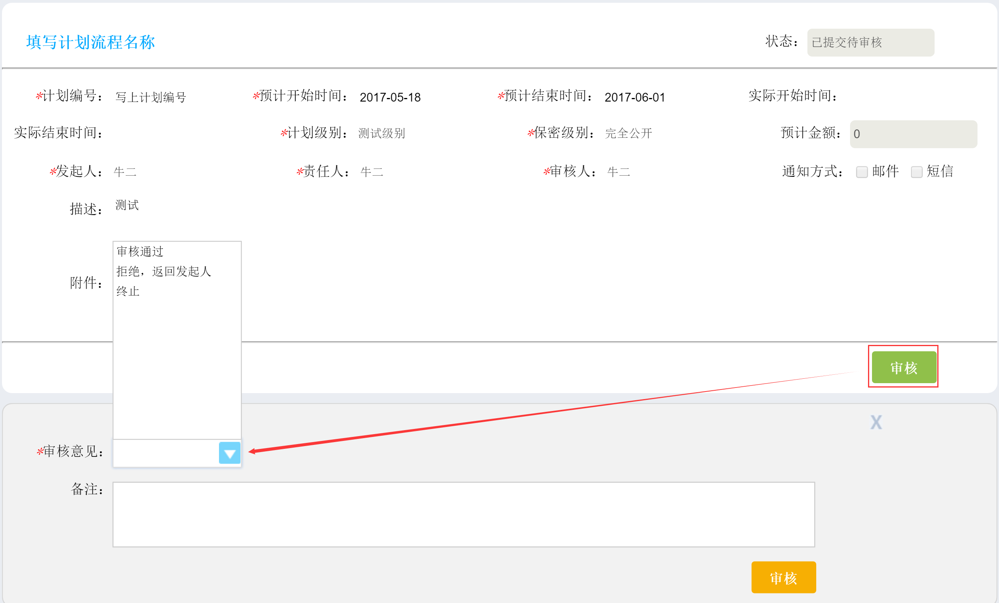 填写计划流程名称 状态： 已提交待审核
*计划编号： 写上计划编号 *预计开始时间： 2017-05-18 *预计结束时间： 2017-06-01 实际开始时间：
实际结束时间： *计划级别： 测试级别 *保密级别： 完全公开 预计金额： 0
*发起人： 牛二 *责任人： 牛二 *审核人： 牛二 通知方式： 邮件 短信
描述： 测试
审核通过
拒绝，返回发起人
附件：
终止
审核
X
*审核意见：
备注：
审核